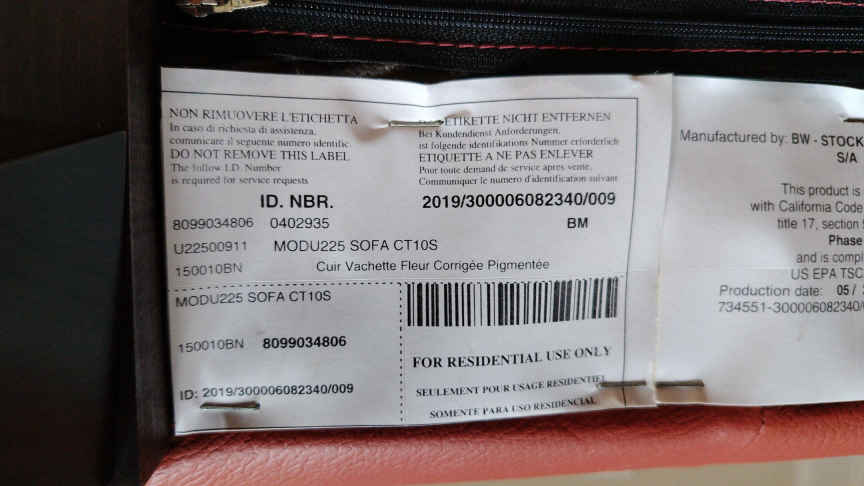 NON RIMUOVERE L'ETICHETTA
In caso di richiesta di assistenza,
comunicare il seguente numero identific.
DO NOT REMOVE THIS LABEL
The follow I.D. Number
is required for service requests
ETIKETTE NICHT ENTFERNEN
Bei Kundendienst Anforderungen,
ist folgende identifikations Nummer erforderlich
ETIQUETTE A NE PAS ENLEVER
Pour toute demand de service apres vente,
Communiquer le numero d'identification suivant
ID. NBR. 2019/300006082340/009
8099034806 0402935 BM
U22500911 MODU225 SOFA CT10S
150010BN Cuir Vachette Fleur Corrigée Pigmentée
MODU225 SOFA CT10S
150010BN 8099034806
ID: 2019/300006082340/009
FOR RESIDENTIAL USE ONLY
SEULEMENT POUR USAGE RESIDENTIEL
SOMENTE PARA USO RESIDENCIAL
Manufactured by: BW - STOCK
S/A
This product is
with California Code
title 17, section
Phase
and is compl
US EPA TSC
Production date: 05 /
734551-300006082340/